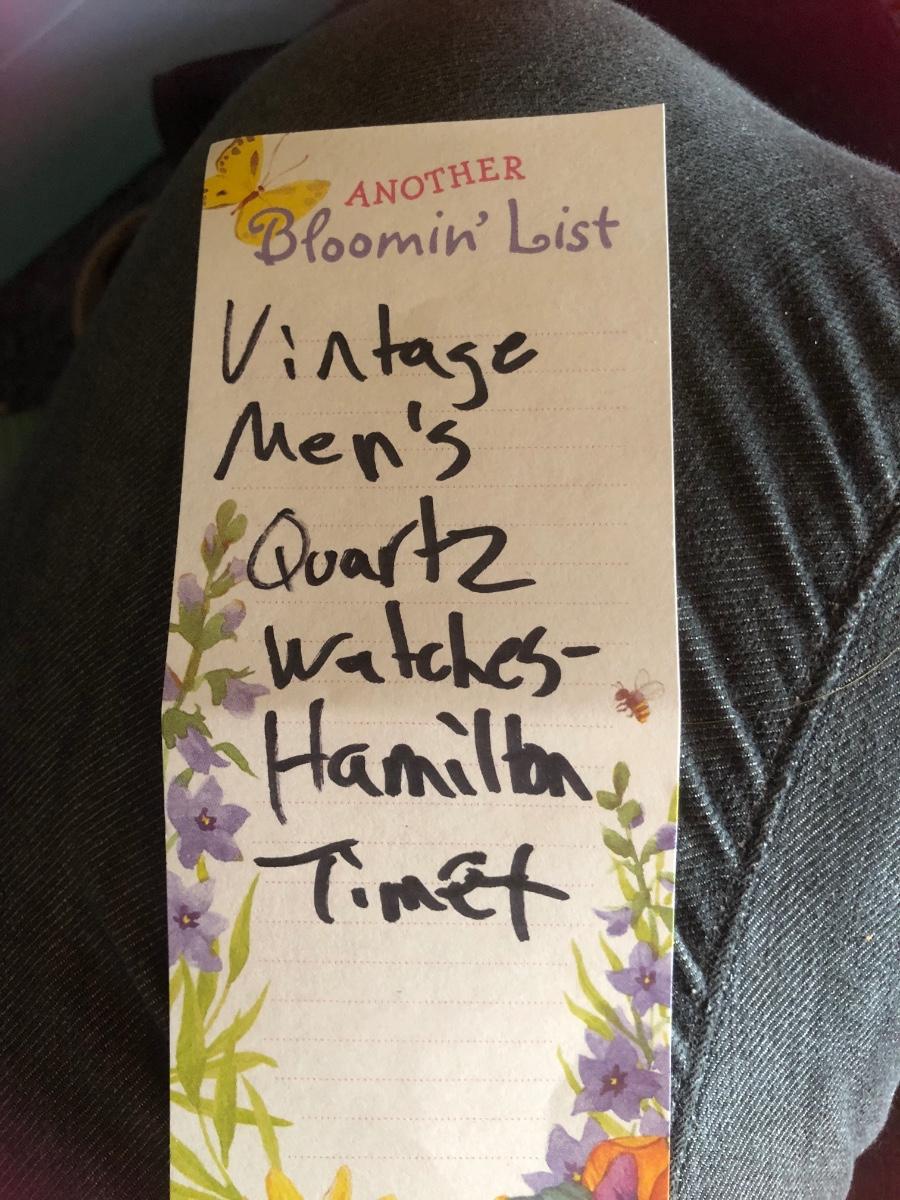 ANOTHER
Bloomin' List
Vintage
Men's
Quartz
Watches-
Hamilton
Timex